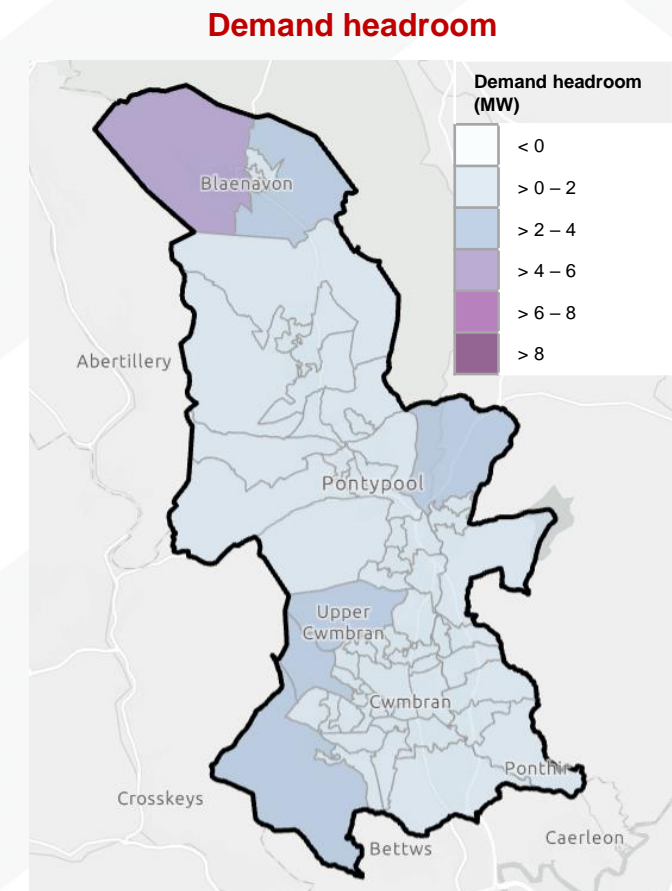 Demand headroom
Demand headroom
(MW)
< 0
> 0 – 2
> 2 – 4
> 4 – 6
> 6 – 8
> 8
Blaenavon
Abertillery
Pontypool
Upper
Cwmbran
Cwmbran
Ponthir
Crosskeys
Bettws
Caerleon